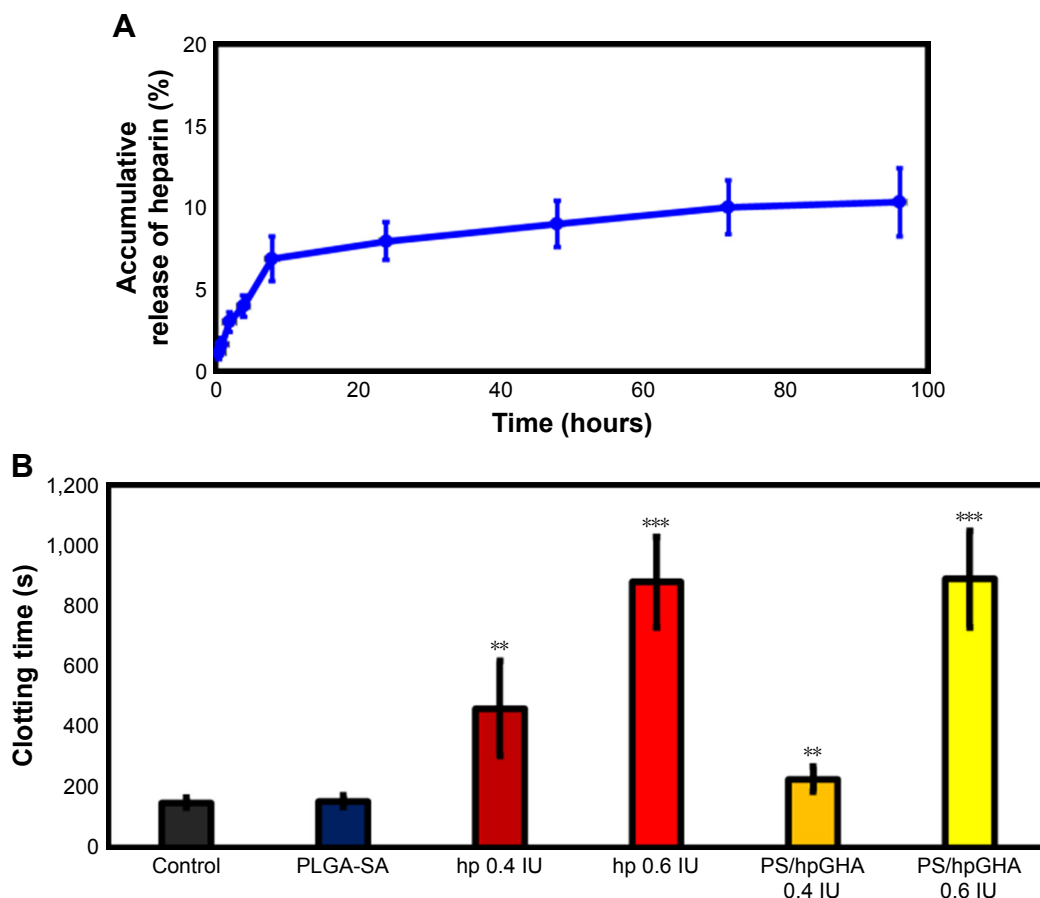 A
Accumulative
release of heparin (%)
20
15
10
5
0
0 20 40 60 80 100
Time (hours)
B
Clotting time (s)
1,200
1,000
800
600
400
200
0
** *** ** ***
Control PLGA-SA hp 0.4 IU hp 0.6 IU PS/hpGHA PS/hpGHA
0.4 IU 0.6 IU